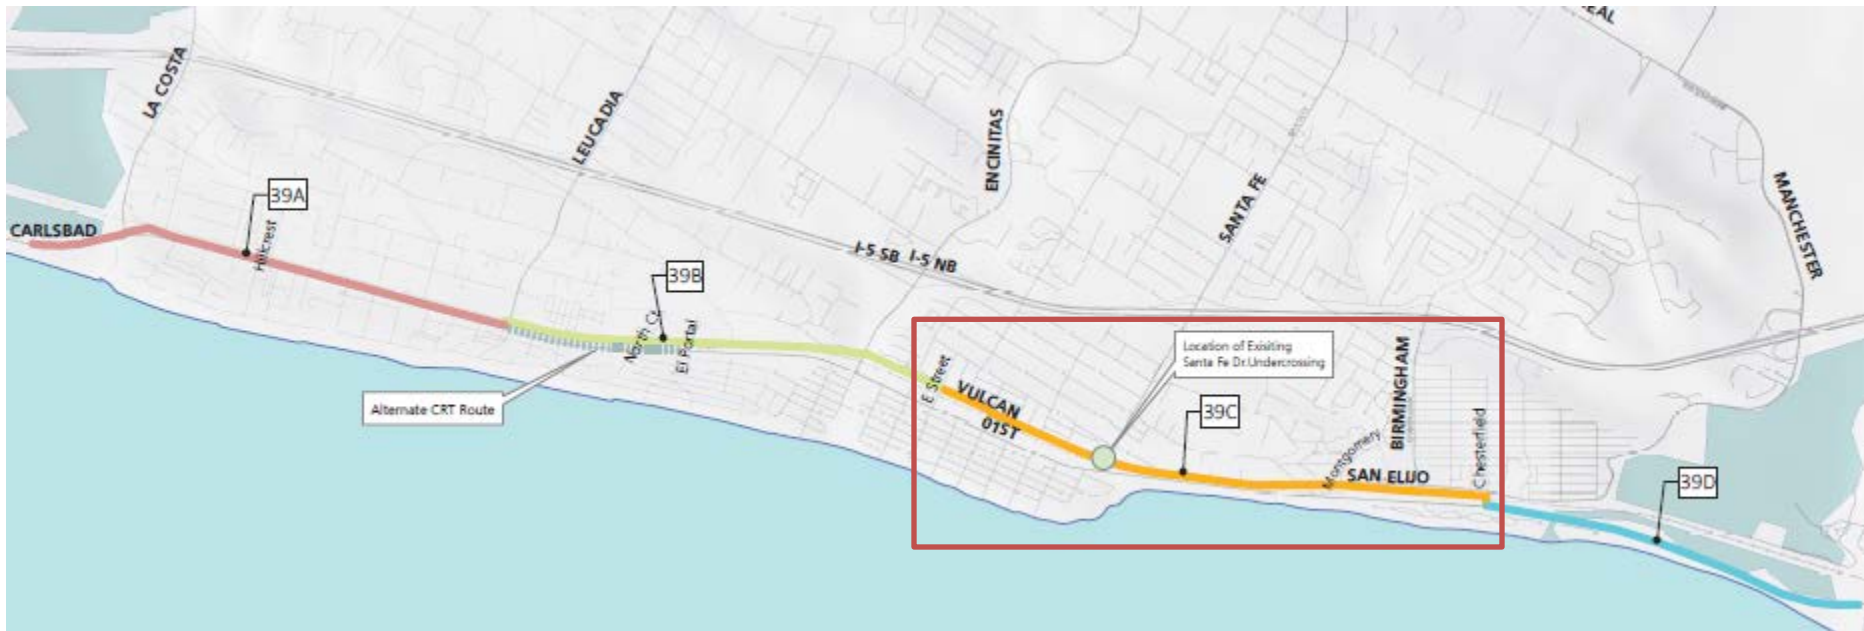 EAL
LA COSTA
LEUCADIA
ENCINITAS
SANTA FE
MANCHESTER
39A
CARLSBAD
Hillcrest
I-5 SB I-5 NB
39B
North Ct
El Portal
Location of Exisiting
Santa Fe Dr.Undercrossing
BIRMINGHAM
E Street
VULCAN
01ST
Alternate CRT Route
39C
Montgomery
SAN ELIJO
Chesterfield
39D